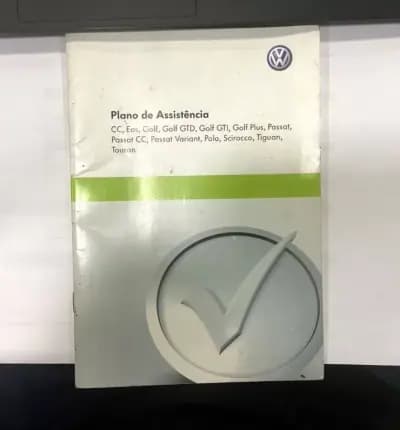 Plano de Assistência
CC, Eos, Golf, Golf GTD, Golf GTI, Golf Plus, Passat,
Passat CC, Passat Variant, Polo, Scirocco, Tiguan,
Touran